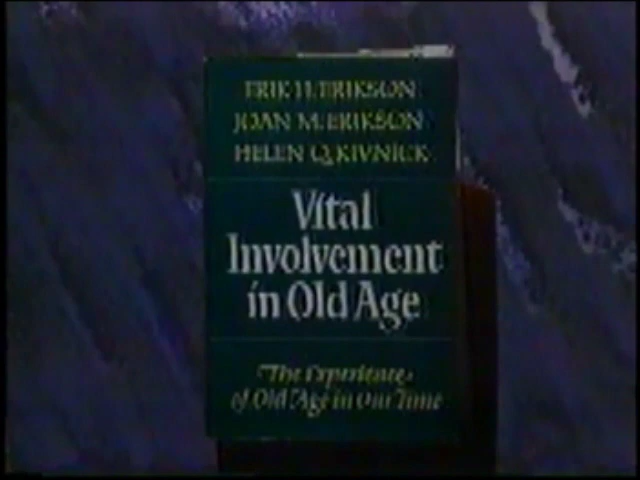 ERIK H. ERIKSON
JOAN M. ERIKSON
HELEN Q. KIVNICK
Vital
Involvement
in Old Age
The Experience
of Old Age in Our Time